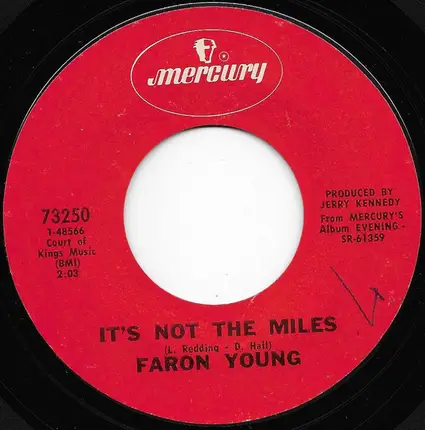 mercury
®
73250
1-48566
Court of
Kings Music
(BMI)
2:03
PRODUCED BY
JERRY KENNEDY
From MERCURY'S
Album EVENING -
SR-61359
IT'S NOT THE MILES
(L. Redding - D. Hall)
FARON YOUNG